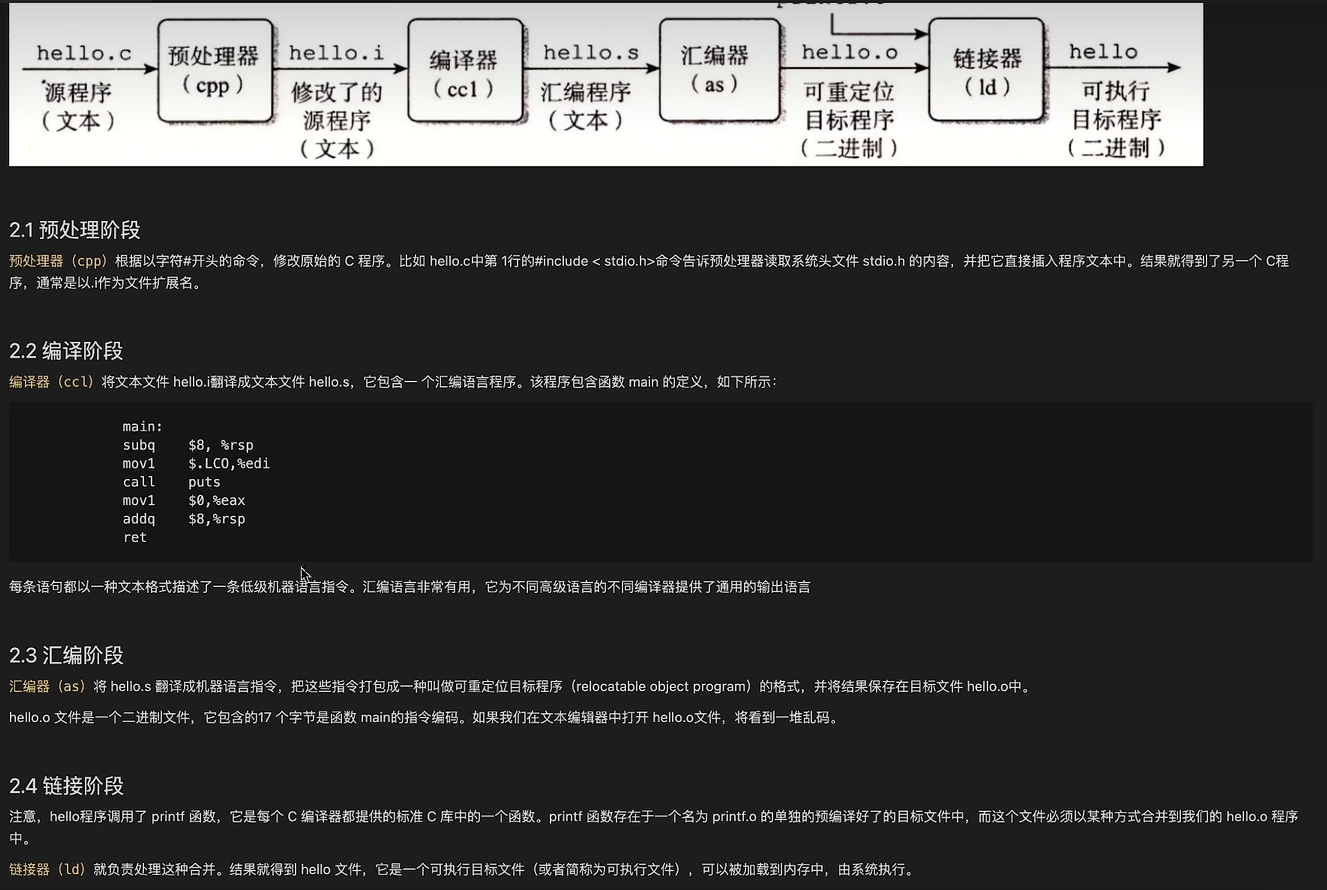 hello.c
源程序
（文本）
预处理器
（cpp）
hello.i
修改了的
源程序
（文本）
编译器
（cc1）
hello.s
汇编程序
（文本）
汇编器
（as）
hello.o
可重定位
目标程序
（二进制）
链接器
（ld）
hello
可执行
目标程序
（二进制）
2.1 预处理阶段
预处理器（cpp）根据以字符#开头的命令，修改原始的 C 程序。比如 hello.c中第 1行的#include < stdio.h>命令告诉预处理器读取系统头文件 stdio.h 的内容，并把它直接插入程序文本中。结果就得到了另一个 C程
序，通常是以.i作为文件扩展名。
2.2 编译阶段
编译器（ccl）将文本文件 hello.i翻译成文本文件 hello.s，它包含一 个汇编语言程序。该程序包含函数 main 的定义，如下所示：
main:
subq $8, %rsp
mov1 $.LCO,%edi
call puts
mov1 $0,%eax
addq $8,%rsp
ret
每条语句都以一种文本格式描述了一条低级机器语言指令。汇编语言非常有用，它为不同高级语言的不同编译器提供了通用的输出语言
2.3 汇编阶段
汇编器（as）将 hello.s 翻译成机器语言指令，把这些指令打包成一种叫做可重定位目标程序（relocatable object program）的格式，并将结果保存在目标文件 hello.o中。
hello.o 文件是一个二进制文件，它包含的17 个字节是函数 main的指令编码。如果我们在文本编辑器中打开 hello.o文件，将看到一堆乱码。
2.4 链接阶段
注意，hello程序调用了 printf 函数，它是每个 C 编译器都提供的标准 C 库中的一个函数。printf 函数存在于一个名为 printf.o 的单独的预编译好了的目标文件中，而这个文件必须以某种方式合并到我们的 hello.o 程序
中。
链接器（ld）就负责处理这种合并。结果就得到 hello 文件，它是一个可执行目标文件（或者简称为可执行文件），可以被加载到内存中，由系统执行。